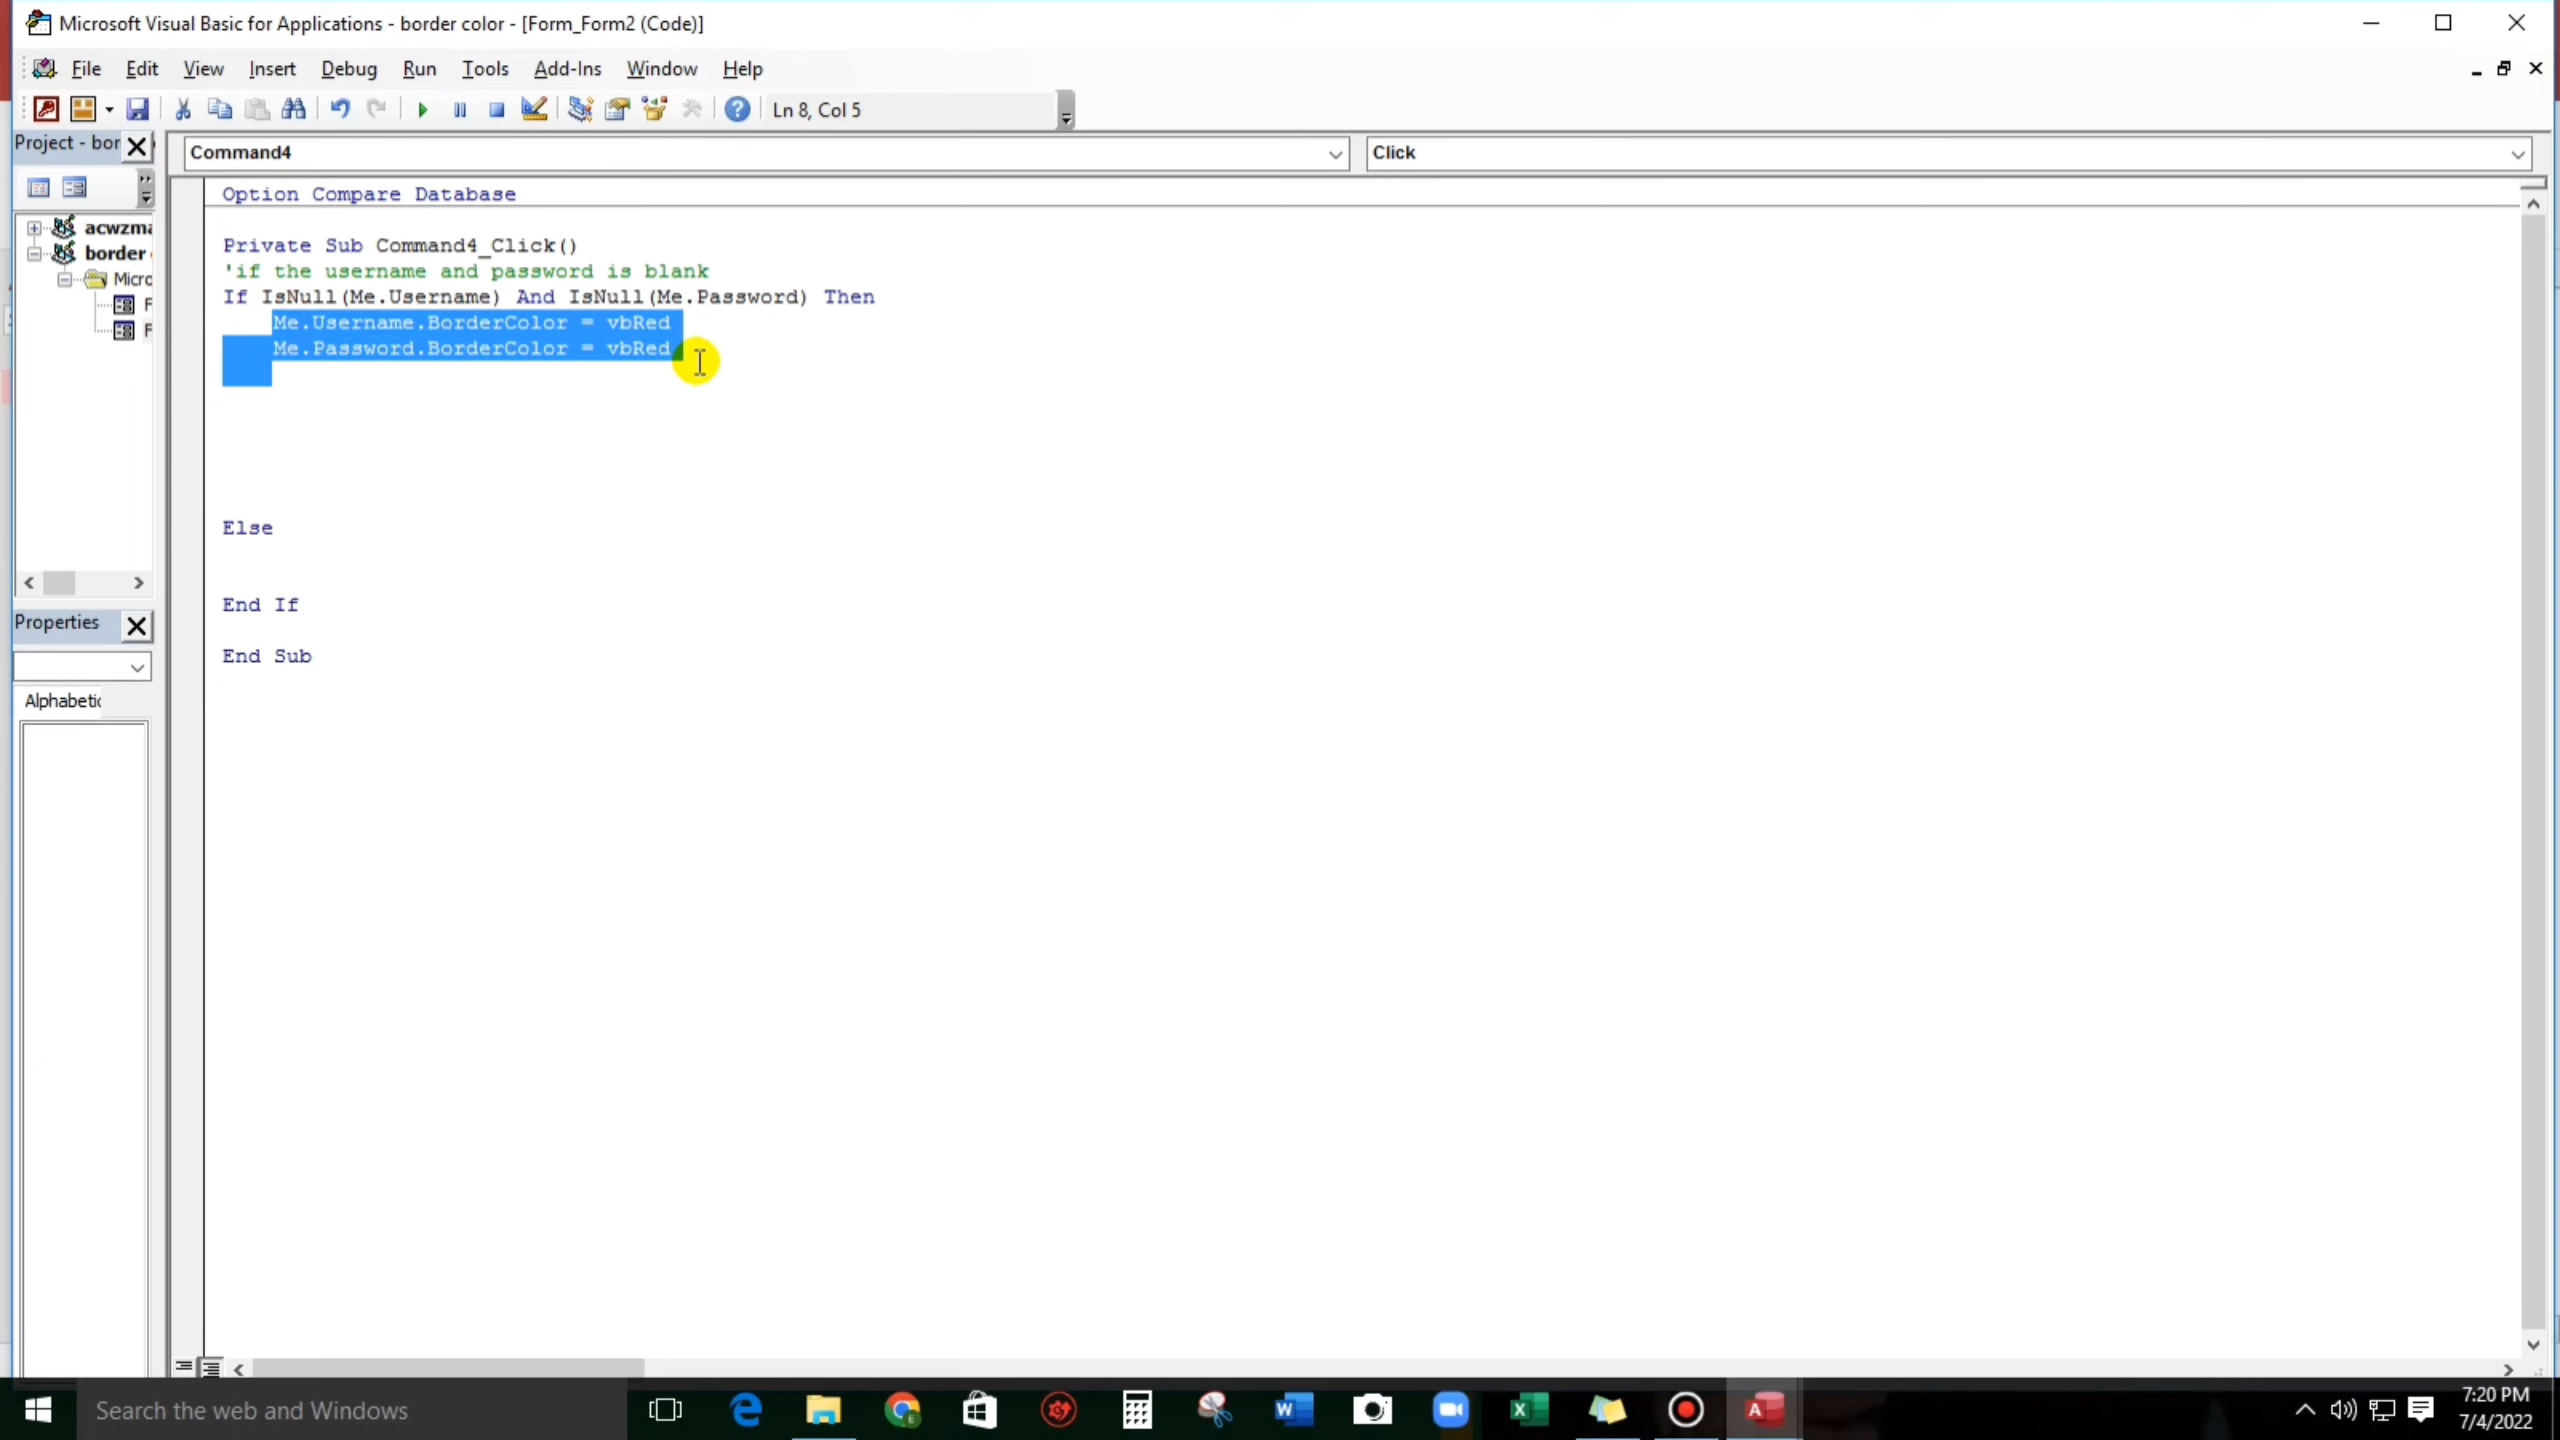 Microsoft Visual Basic for Applications - border color - [Form_Form2 (Code)]
File Edit View Insert Debug Run Tools Add-Ins Window Help
Ln 8, Col 5
Project - bor
Command4
Click
acwzma
border
Micro
F
F
Option Compare Database
Private Sub Command4_Click()
'if the username and password is blank
If IsNull(Me.Username) And IsNull(Me.Password) Then
Me.Username.BorderColor = vbRed
Me.Password.BorderColor = vbRed
Else
End If
End Sub
Properties
Alphabetic
Search the web and Windows
7:20 PM
7/4/2022